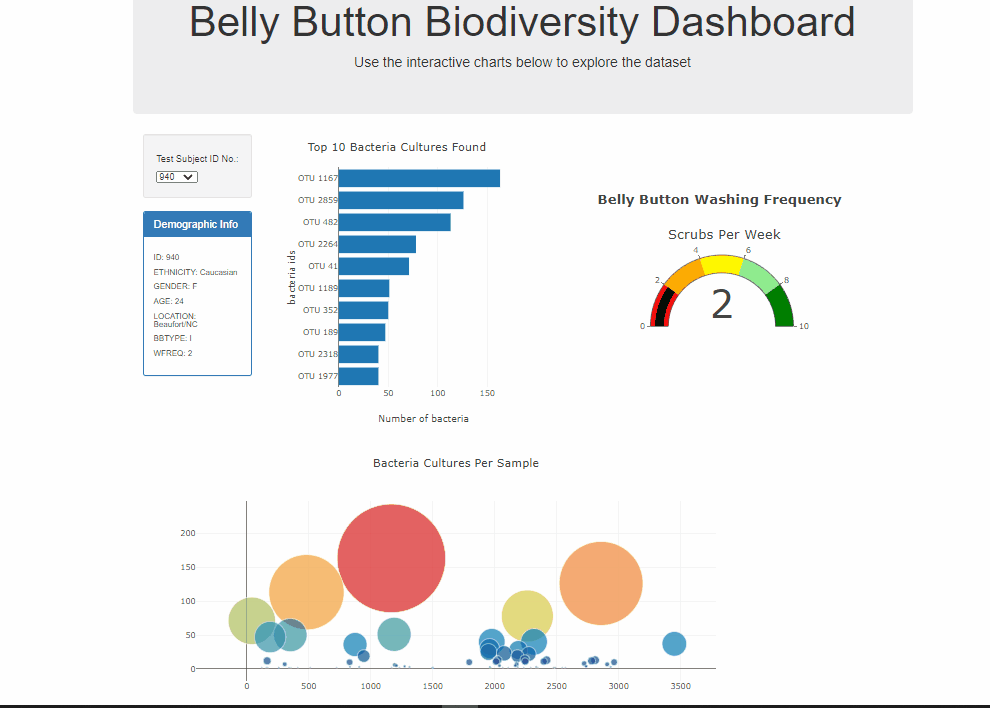 Belly Button Biodiversity Dashboard
Use the interactive charts below to explore the dataset
Test Subject ID No.:
940
Demographic Info
ID: 940
ETHNICITY: Caucasian
GENDER: F
AGE: 24
LOCATION:
Beaufort/NC
BBTYPE: I
WFREQ: 2
Top 10 Bacteria Cultures Found
bacteria ids
OTU 1167
OTU 2859
OTU 482
OTU 2264
OTU 41
OTU 1189
OTU 352
OTU 189
OTU 2318
OTU 1977
0 50 100 150
Number of bacteria
Belly Button Washing Frequency
Scrubs Per Week
0 2 4 6 8 10
2
Bacteria Cultures Per Sample
200
150
100
50
0
0 500 1000 1500 2000 2500 3000 3500